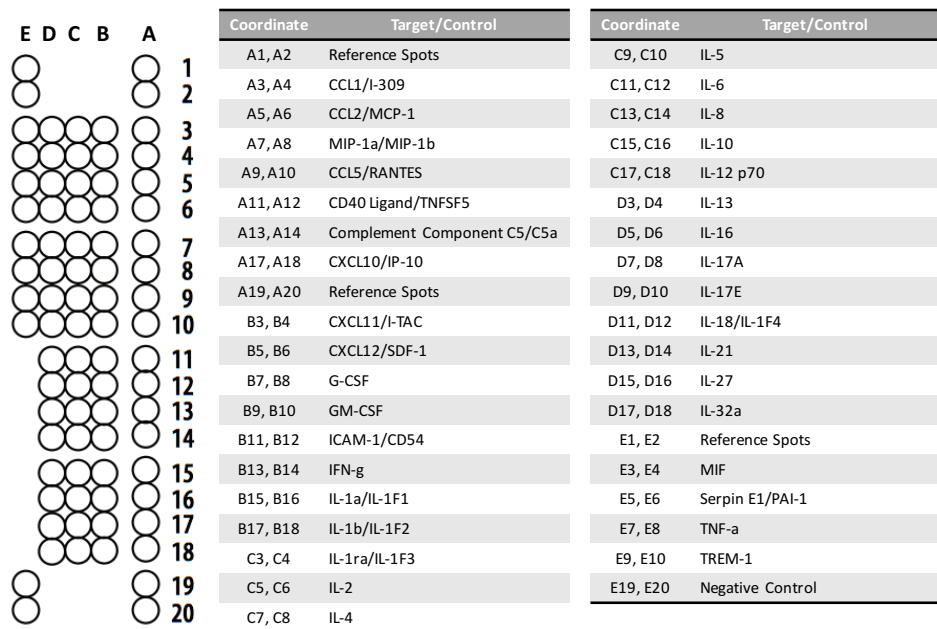 E D C B A
1
2
3
4
5
6
7
8
9
10
11
12
13
14
15
16
17
18
19
20
Coordinate Target/Control
A1, A2 Reference Spots
A3, A4 CCL1/I-309
A5, A6 CCL2/MCP-1
A7, A8 MIP-1a/MIP-1b
A9, A10 CCL5/RANTES
A11, A12 CD40 Ligand/TNFSF5
A13, A14 Complement Component C5/C5a
A17, A18 CXCL10/IP-10
A19, A20 Reference Spots
B3, B4 CXCL11/I-TAC
B5, B6 CXCL12/SDF-1
B7, B8 G-CSF
B9, B10 GM-CSF
B11, B12 ICAM-1/CD54
B13, B14 IFN-g
B15, B16 IL-1a/IL-1F1
B17, B18 IL-1b/IL-1F2
C3, C4 IL-1ra/IL-1F3
C5, C6 IL-2
C7, C8 IL-4
Coordinate Target/Control
C9, C10 IL-5
C11, C12 IL-6
C13, C14 IL-8
C15, C16 IL-10
C17, C18 IL-12 p70
D3, D4 IL-13
D5, D6 IL-16
D7, D8 IL-17A
D9, D10 IL-17E
D11, D12 IL-18/IL-1F4
D13, D14 IL-21
D15, D16 IL-27
D17, D18 IL-32a
E1, E2 Reference Spots
E3, E4 MIF
E5, E6 Serpin E1/PAI-1
E7, E8 TNF-a
E9, E10 TREM-1
E19, E20 Negative Control